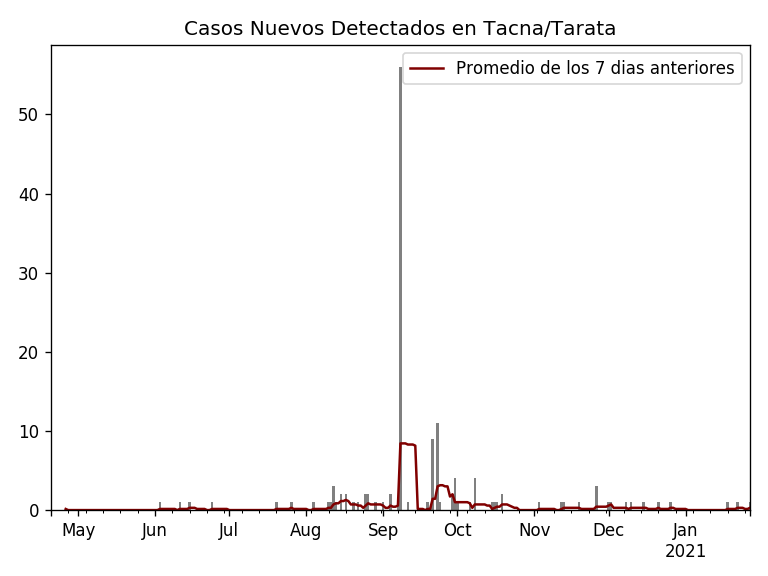 Casos Nuevos Detectados en Tacna/Tarata
Promedio de los 7 dias anteriores
50
40
30
20
10
0
May Jun Jul Aug Sep Oct Nov Dec Jan
2021